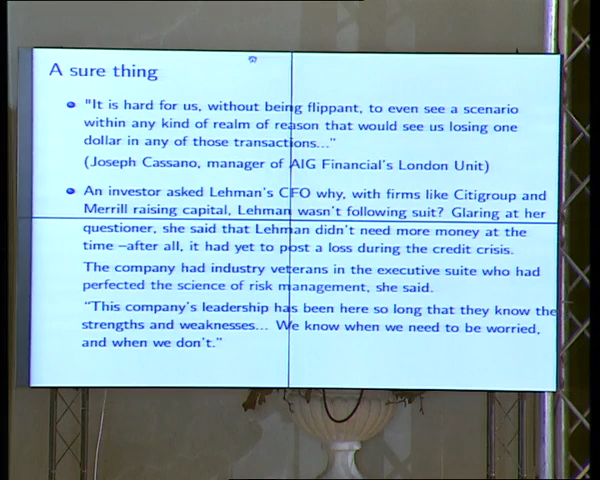 A sure thing
"It is hard for us, without being flippant, to even see a scenario
within any kind of realm of reason that would see us losing one
dollar in any of those transactions..."
(Joseph Cassano, manager of AIG Financial's London Unit)
An investor asked Lehman's CFO why, with firms like Citigroup and
Merrill raising capital, Lehman wasn't following suit? Glaring at her
questioner, she said that Lehman didn't need more money at the
time –after all, it had yet to post a loss during the credit crisis.
The company had industry veterans in the executive suite who had
perfected the science of risk management, she said.
"This company's leadership has been here so long that they know the
strengths and weaknesses... We know when we need to be worried,
and when we don't."